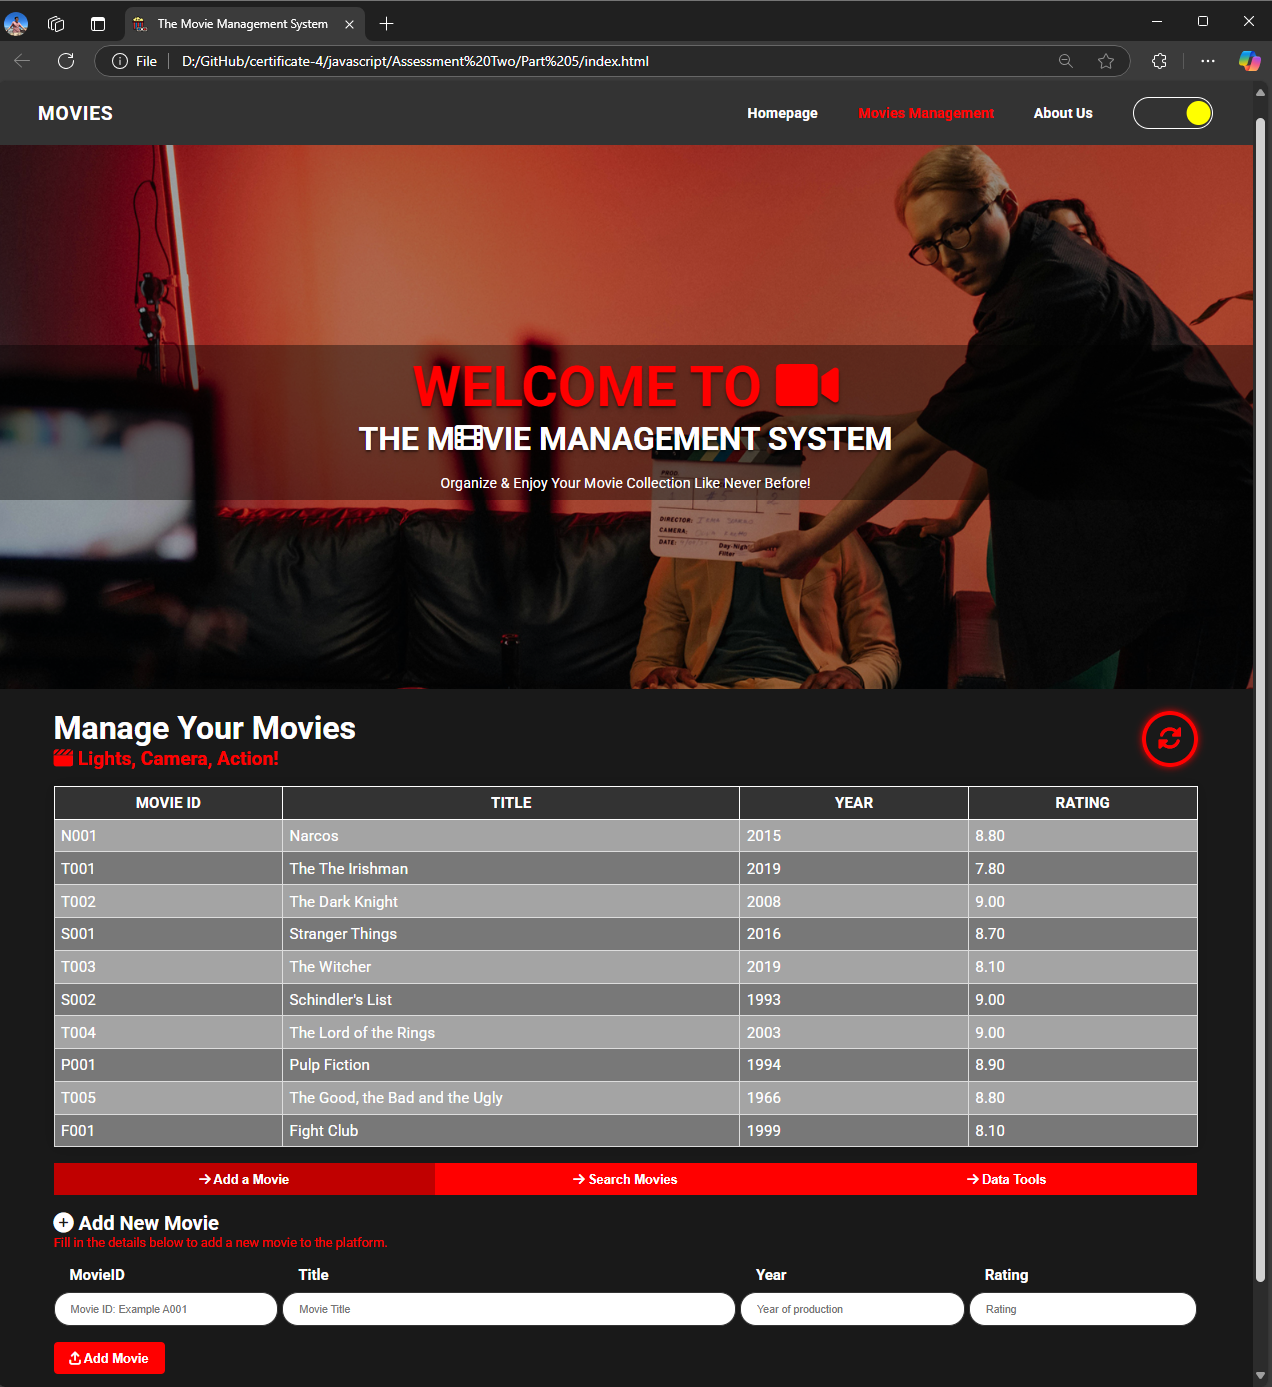 The Movie Management System
File
D:/GitHub/certificate-4/javascript/Assessment%20Two/Part%205/index.html
MOVIES
Homepage
Movies Management
About Us
WELCOME TO
THE M VIE MANAGEMENT SYSTEM
Organize & Enjoy Your Movie Collection Like Never Before!
PROD.
DIRECTOR:
CAMERA:
DATE:
Day-Night
Filter
Manage Your Movies
Lights, Camera, Action!
MOVIE ID TITLE YEAR RATING
N001 Narcos 2015 8.80
T001 The The Irishman 2019 7.80
T002 The Dark Knight 2008 9.00
S001 Stranger Things 2016 8.70
T003 The Witcher 2019 8.10
S002 Schindler's List 1993 9.00
T004 The Lord of the Rings 2003 9.00
P001 Pulp Fiction 1994 8.90
T005 The Good, the Bad and the Ugly 1966 8.80
F001 Fight Club 1999 8.10
Add a Movie
Search Movies
Data Tools
Add New Movie
Fill in the details below to add a new movie to the platform.
MovieID Title Year Rating
Movie ID: Example A001 Movie Title Year of production Rating
Add Movie